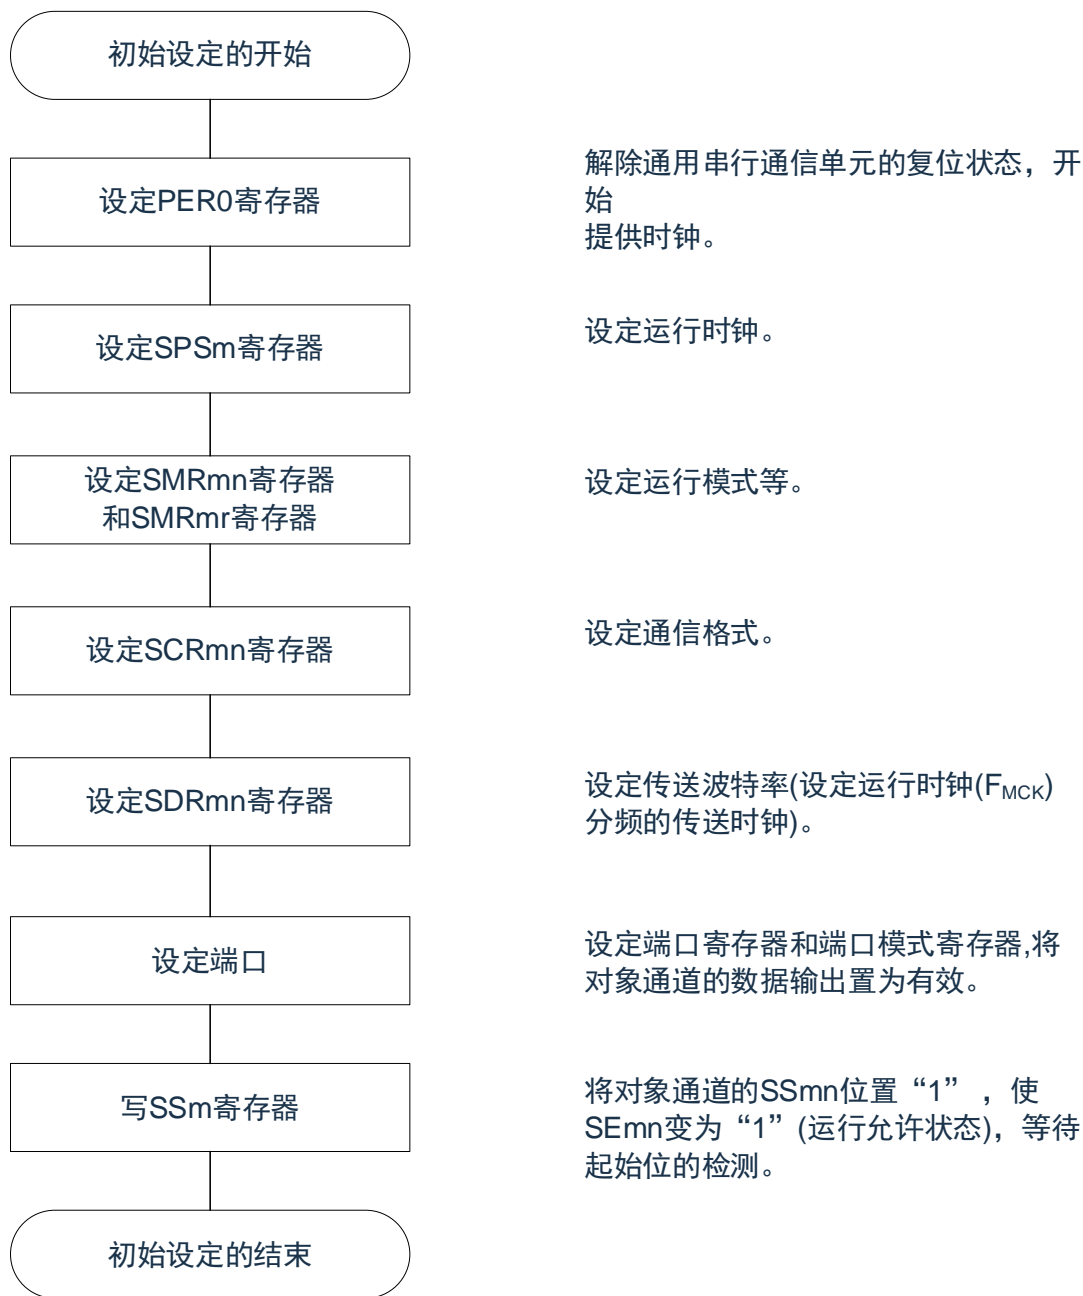 初始设定的开始
设定PER0寄存器
解除通用串行通信单元的复位状态，开
始
提供时钟。
设定SPSm寄存器
设定运行时钟。
设定SMRmn寄存器
和SMRmr寄存器
设定运行模式等。
设定SCRmn寄存器
设定通信格式。
设定SDRmn寄存器
设定传送波特率(设定运行时钟(FMCK)
分频的传送时钟)。
设定端口
设定端口寄存器和端口模式寄存器,将
对象通道的数据输出置为有效。
写SSm寄存器
将对象通道的SSmn位置“1”，使
SEmn变为“1”(运行允许状态)，等待
起始位的检测。
初始设定的结束